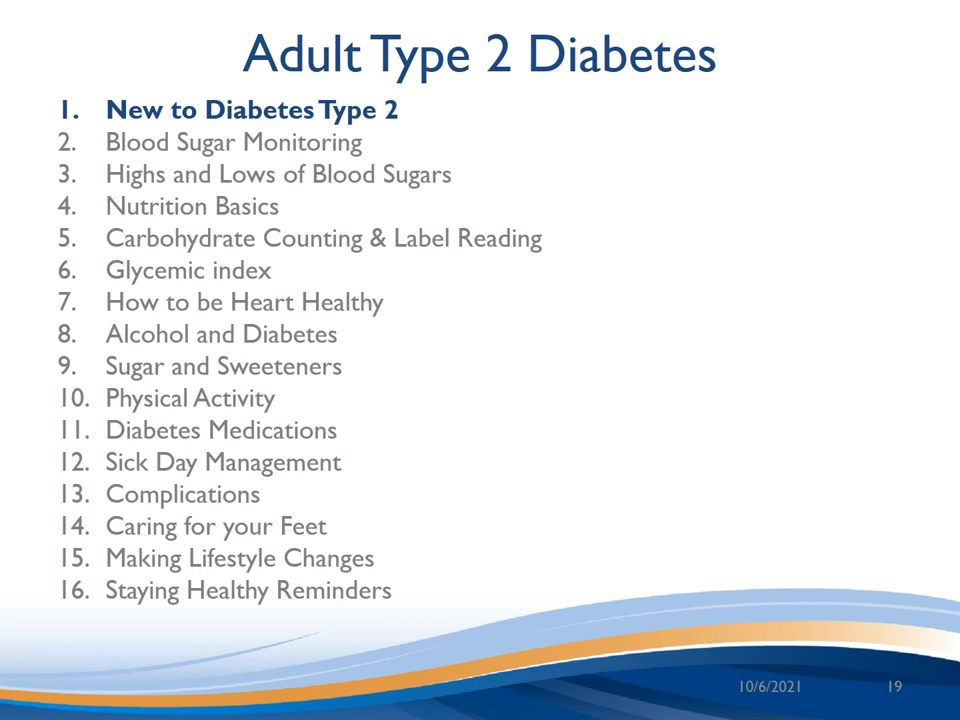 Adult Type 2 Diabetes
1. New to Diabetes Type 2
2. Blood Sugar Monitoring
3. Highs and Lows of Blood Sugars
4. Nutrition Basics
5. Carbohydrate Counting & Label Reading
6. Glycemic index
7. How to be Heart Healthy
8. Alcohol and Diabetes
9. Sugar and Sweeteners
10. Physical Activity
11. Diabetes Medications
12. Sick Day Management
13. Complications
14. Caring for your Feet
15. Making Lifestyle Changes
16. Staying Healthy Reminders
10/6/2021 19